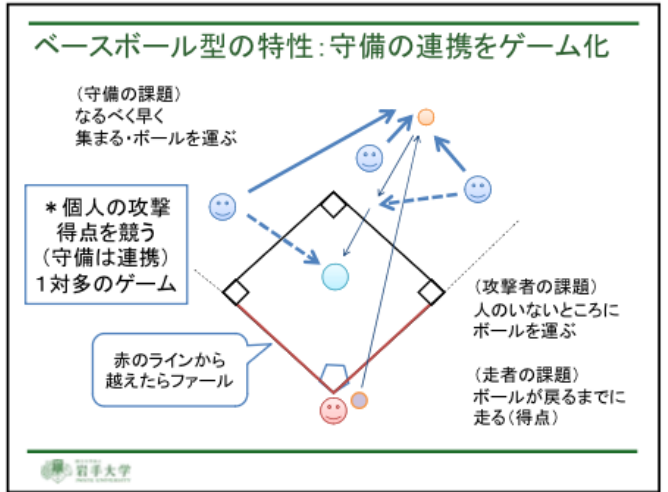 ベースボール型の特性：守備の連携をゲーム化
（守備の課題）
なるべく早く
集まる・ボールを運ぶ
＊個人の攻撃
得点を競う
（守備は連携）
１対多のゲーム
（攻撃者の課題）
人のいないところに
ボールを運ぶ
赤のラインから
越えたらファール
（走者の課題）
ボールが戻るまでに
走る（得点）
岩手大学